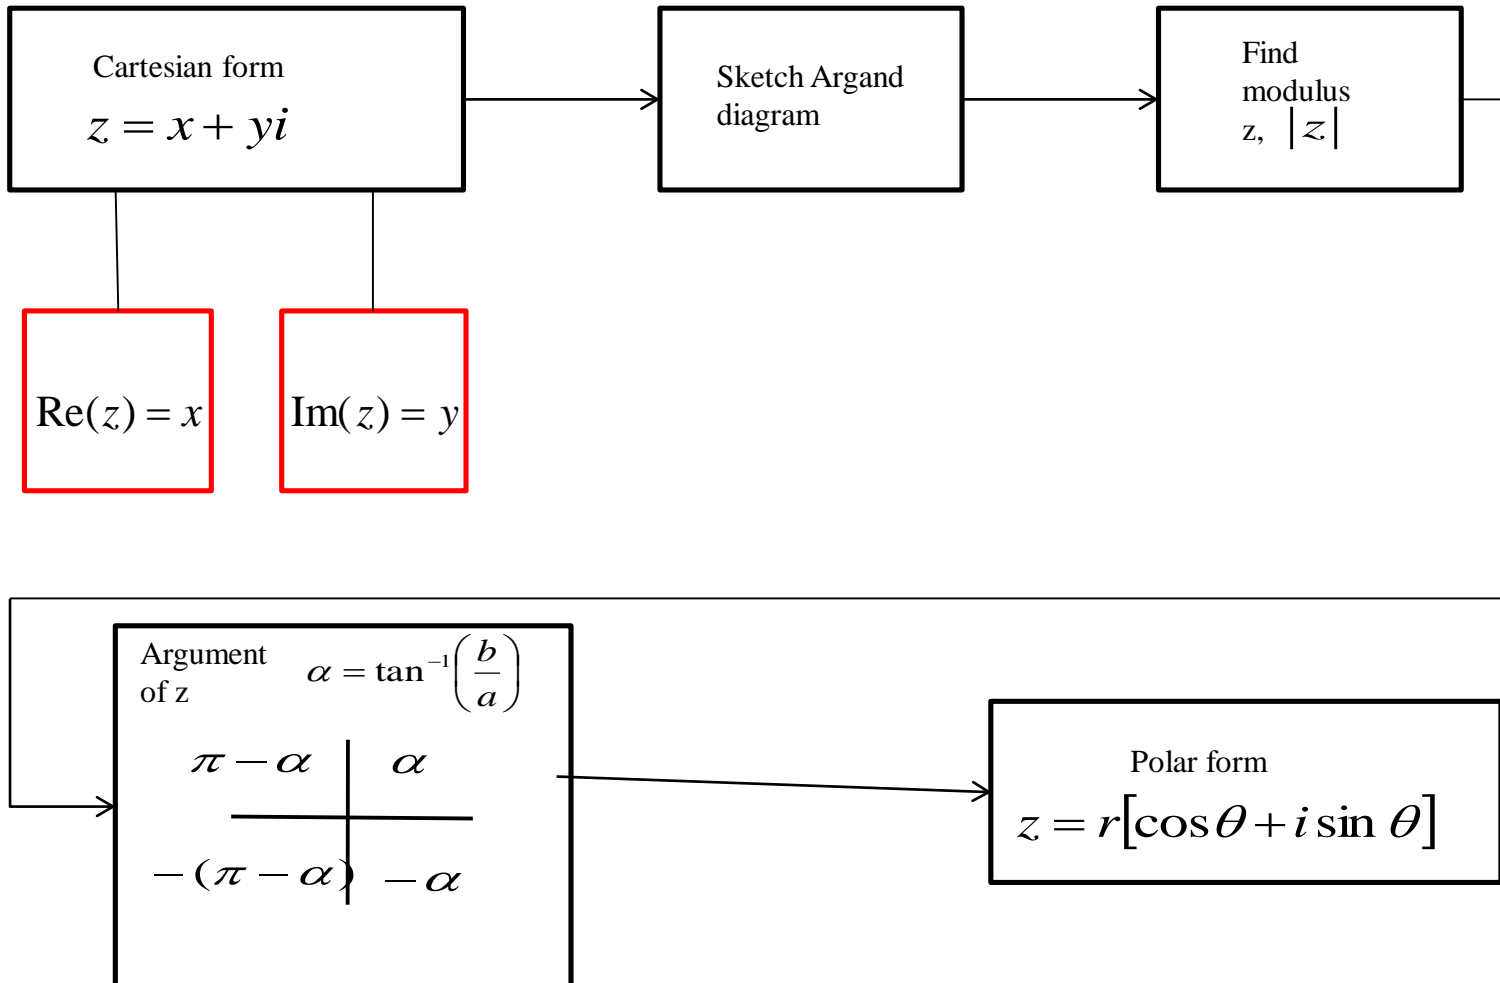 Cartesian form
z = x + yi
Sketch Argand
diagram
Find
modulus
z, |z|
Re(z) = x
Im(z) = y
Argument
of z
α = tan⁻¹(b/a)
π − α
α
−(π − α)
−α
Polar form
z = r[cos θ + i sin θ]